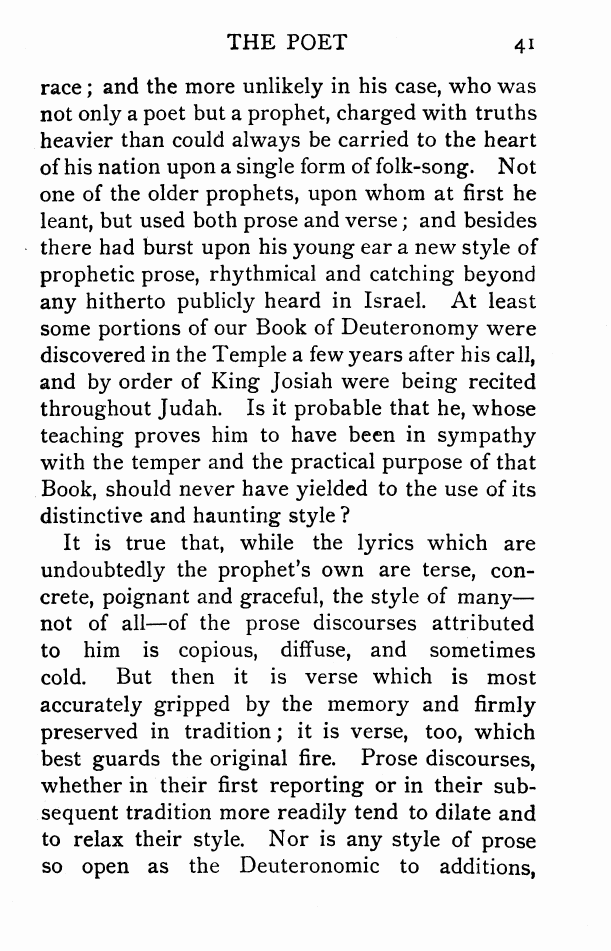 THE POET 41
race; and the more unlikely in his case, who was
not only a poet but a prophet, charged with truths
heavier than could always be carried to the heart
of his nation upon a single form of folk-song. Not
one of the older prophets, upon whom at first he
leant, but used both prose and verse; and besides
there had burst upon his young ear a new style of
prophetic prose, rhythmical and catching beyond
any hitherto publicly heard in Israel. At least
some portions of our Book of Deuteronomy were
discovered in the Temple a few years after his call,
and by order of King Josiah were being recited
throughout Judah. Is it probable that he, whose
teaching proves him to have been in sympathy
with the temper and the practical purpose of that
Book, should never have yielded to the use of its
distinctive and haunting style?
It is true that, while the lyrics which are
undoubtedly the prophet's own are terse, con-
crete, poignant and graceful, the style of many—
not of all—of the prose discourses attributed
to him is copious, diffuse, and sometimes
cold. But then it is verse which is most
accurately gripped by the memory and firmly
preserved in tradition; it is verse, too, which
best guards the original fire. Prose discourses,
whether in their first reporting or in their sub-
sequent tradition more readily tend to dilate and
to relax their style. Nor is any style of prose
so open as the Deuteronomic to additions,